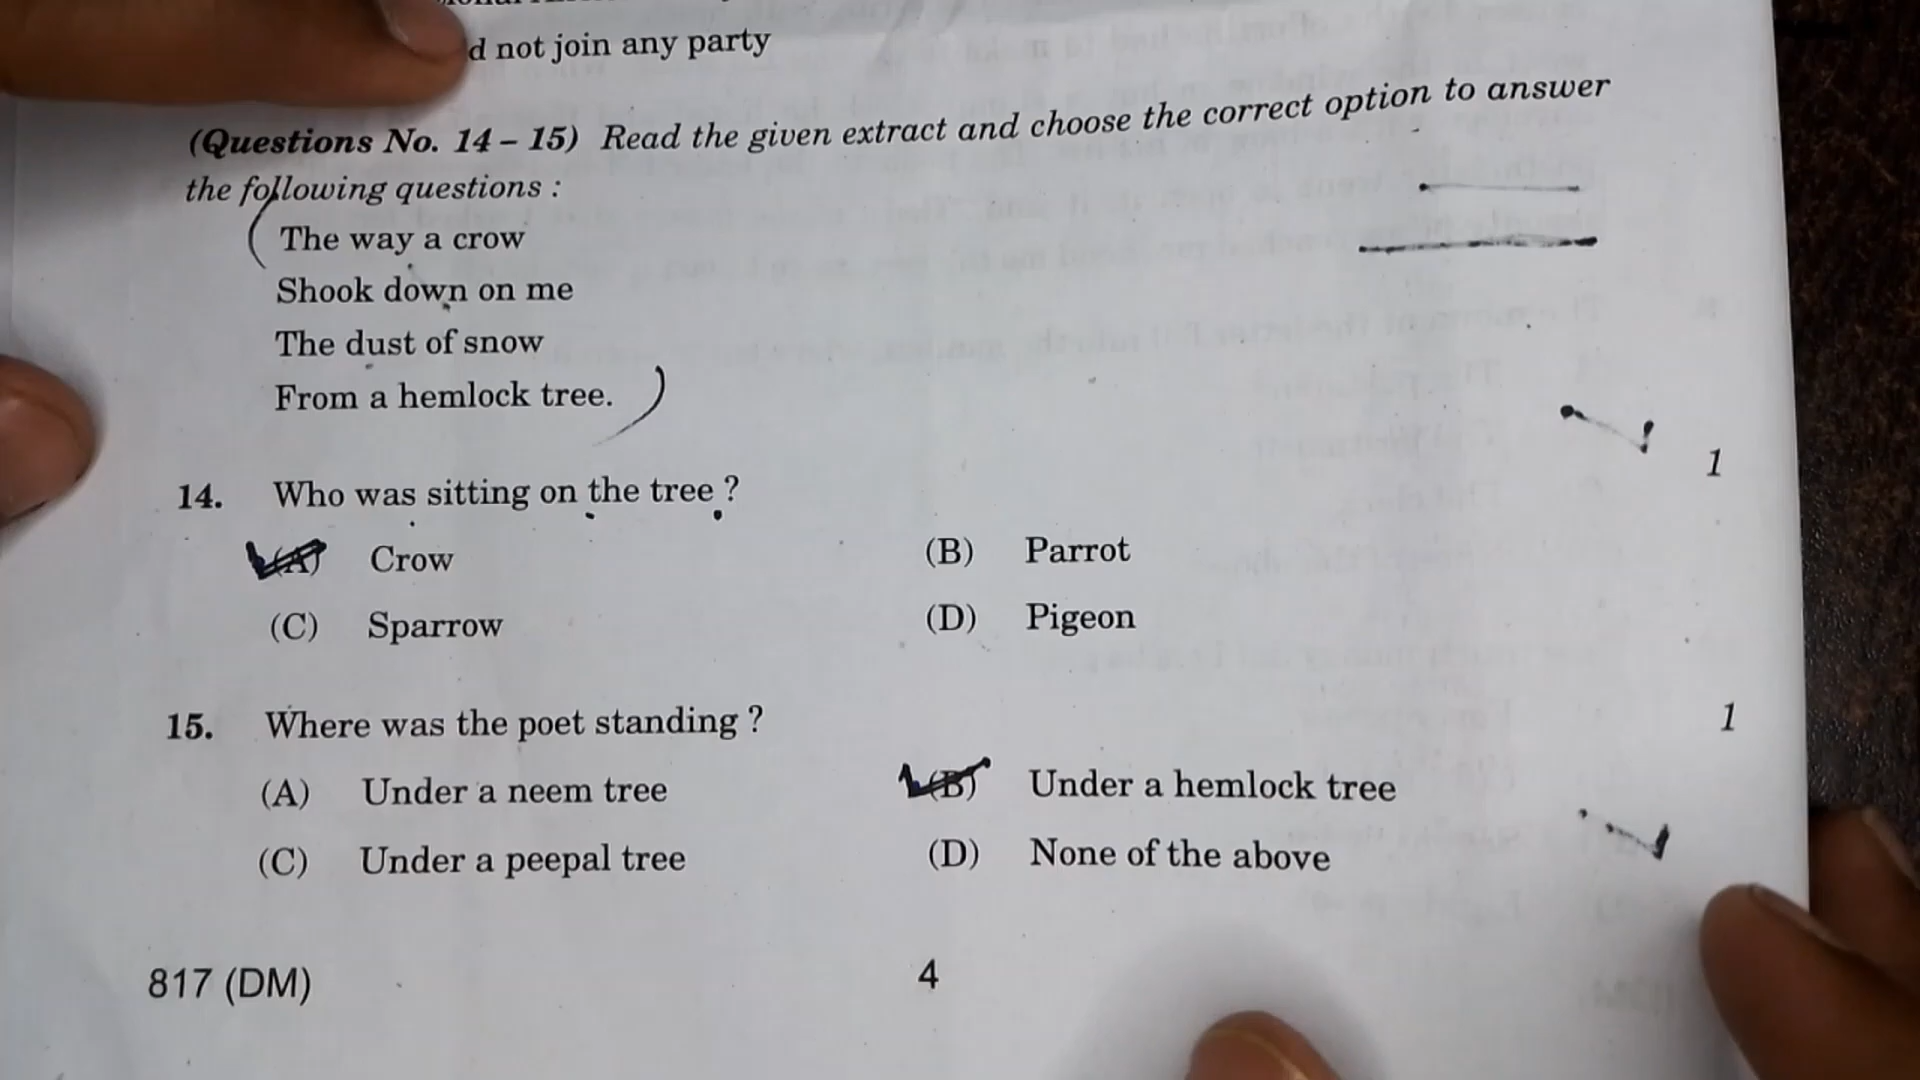 d not join any party
(Questions No. 14 – 15) Read the given extract and choose the correct option to answer
the following questions :
The way a crow
Shook down on me
The dust of snow
From a hemlock tree.
1
14. Who was sitting on the tree ?
(A) Crow (B) Parrot
(C) Sparrow (D) Pigeon
15. Where was the poet standing ? 1
(A) Under a neem tree (B) Under a hemlock tree
(C) Under a peepal tree (D) None of the above
817 (DM) 4